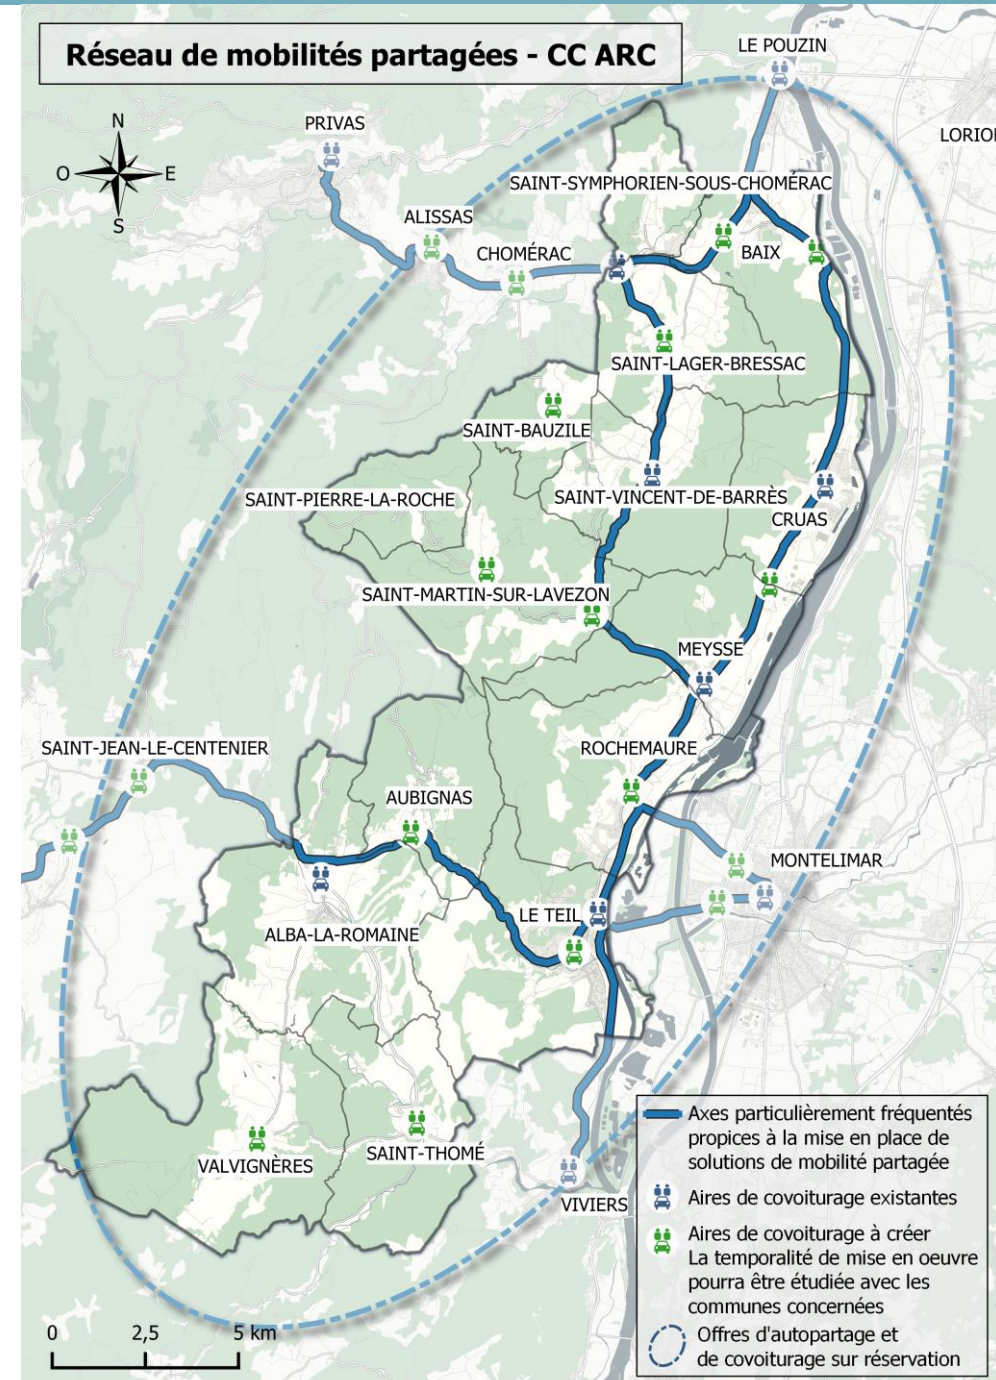 Réseau de mobilités partagées - CC ARC
LE POUZIN
PRIVAS
N
O
E
S
SAINT-SYMPHORIEN-SOUS-CHOMÉRAC
ALISSAS
CHOMÉRAC
BAIX
SAINT-LAGER-BRESSAC
SAINT-BAUZILE
SAINT-PIERRE-LA-ROCHE
SAINT-VINCENT-DE-BARRÈS
CRUAS
SAINT-MARTIN-SUR-LAVEZON
MEYSSE
SAINT-JEAN-LE-CENTENIER
ROCHEMAURE
AUBIGNAS
MONTELIMAR
LE TEIL
ALBA-LA-ROMAINE
SAINT-THOMÉ
VALVIGNÈRES
VIVIERS
Axes particulièrement fréquentés
propices à la mise en place de
solutions de mobilité partagée
Aires de covoiturage existantes
Aires de covoiturage à créer
La temporalité de mise en oeuvre
pourra être étudiée avec les
communes concernées
Offres d'autopartage et
de covoiturage sur réservation
0 2,5 5 km